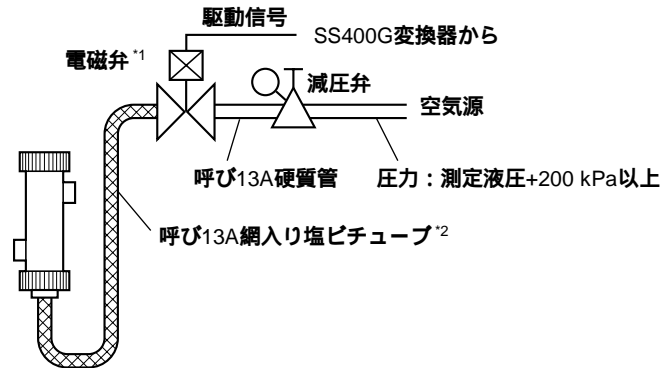 駆動信号
SS400G変換器から
電磁弁*1
減圧弁
空気源
呼び13A硬質管
圧力：測定液圧+200 kPa以上
呼び13A網入り塩ビチューブ*2